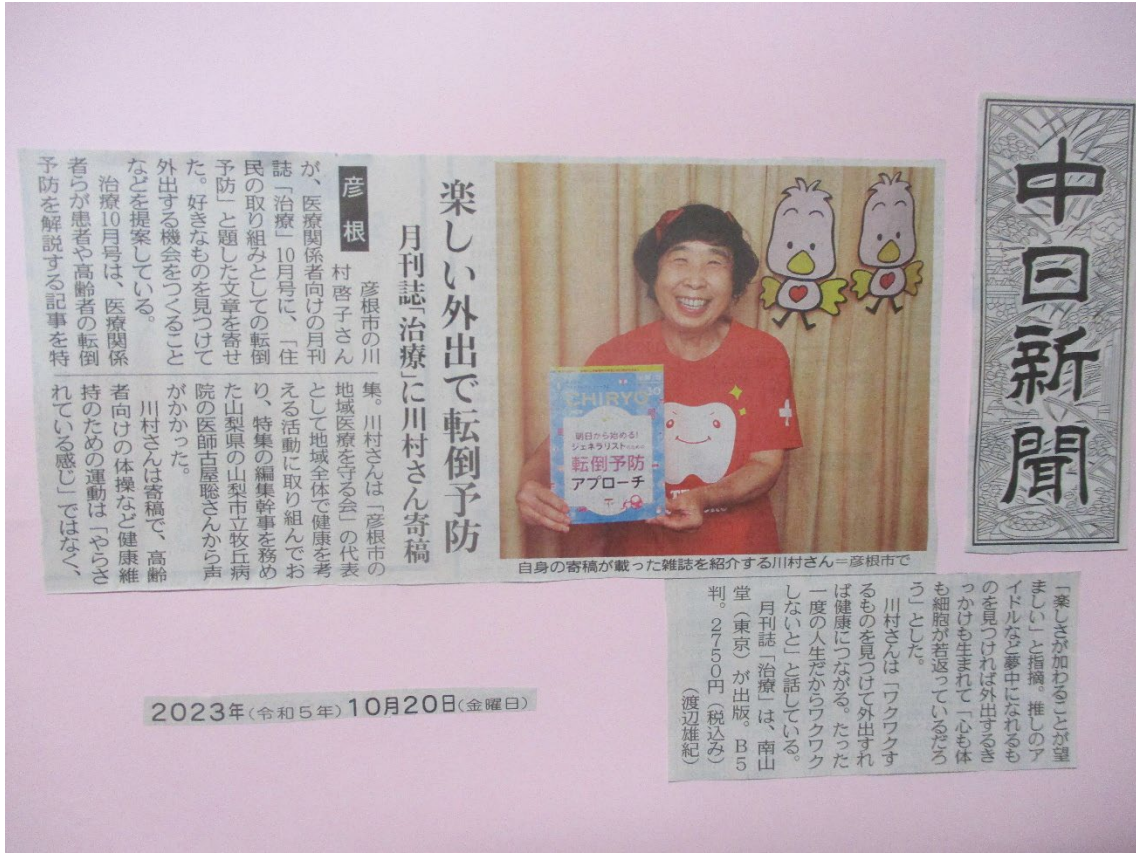 中日新聞
楽しい外出で転倒予防
月刊誌「治療」に川村さん寄稿
彦根
彦根市の川
村啓子さん
が、医療関係者向けの月刊
誌「治療」10月号に、「住
民の取り組みとしての転倒
予防」と題した文章を寄せ
た。好きなものを見つけて
外出する機会をつくること
などを提案している。
治療10月号は、医療関係
者らが患者や高齢者の転倒
予防を解説する記事を特
集。川村さんは「彦根市の
地域医療を守る会」の代表
として地域全体で健康を考
える活動に取り組んでお
り、特集の編集幹事を務め
た山梨県の山梨市立牧丘病
院の医師古屋聡さんから声
がかかった。
川村さんは寄稿で、高齢
者向けの体操など健康維
持のための運動は「やらさ
れている感じ」ではなく、
「楽しさが加わることが望
ましい」と指摘。推しのア
イドルなど夢中になれるも
のを見つければ外出するき
っかけも生まれて「心も体
も細胞が若返っているだろ
う」とした。
川村さんは「ワクワクす
るものを見つけて外出すれ
ば健康につながる。たった
一度の人生だからワクワク
しないと」と話している。
月刊誌「治療」は、南山
堂（東京）が出版。B5
判。2750円（税込み）
（渡辺雄紀）
CHIRYO
10
明日から始める!
ジェネラリストのための
転倒予防
アプローチ
自身の寄稿が載った雑誌を紹介する川村さん＝彦根市で
2023年(令和5年)10月20日(金曜日)